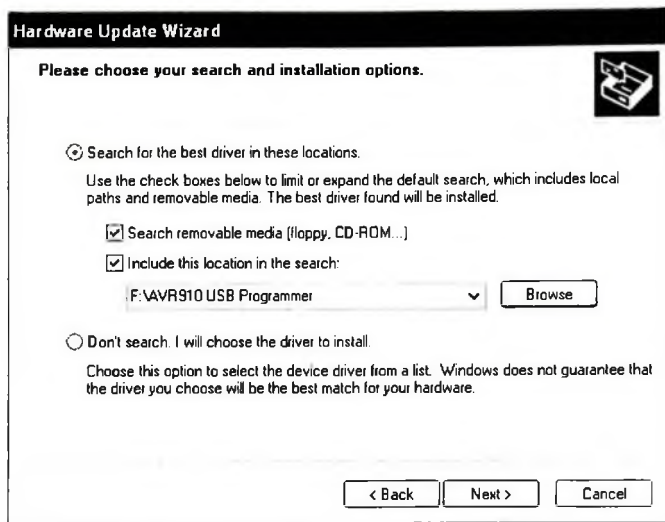 Hardware Update Wizard
Please choose your search and installation options.
Search for the best driver in these locations.
Use the check boxes below to limit or expand the default search, which includes local
paths and removable media. The best driver found will be installed.
Search removable media (floppy, CD-ROM...)
Include this location in the search:
F:\AVR910 USB Programmer
Browse
Don't search. I will choose the driver to install.
Choose this option to select the device driver from a list. Windows does not guarantee that
the driver you choose will be the best match for your hardware.
< Back Next > Cancel